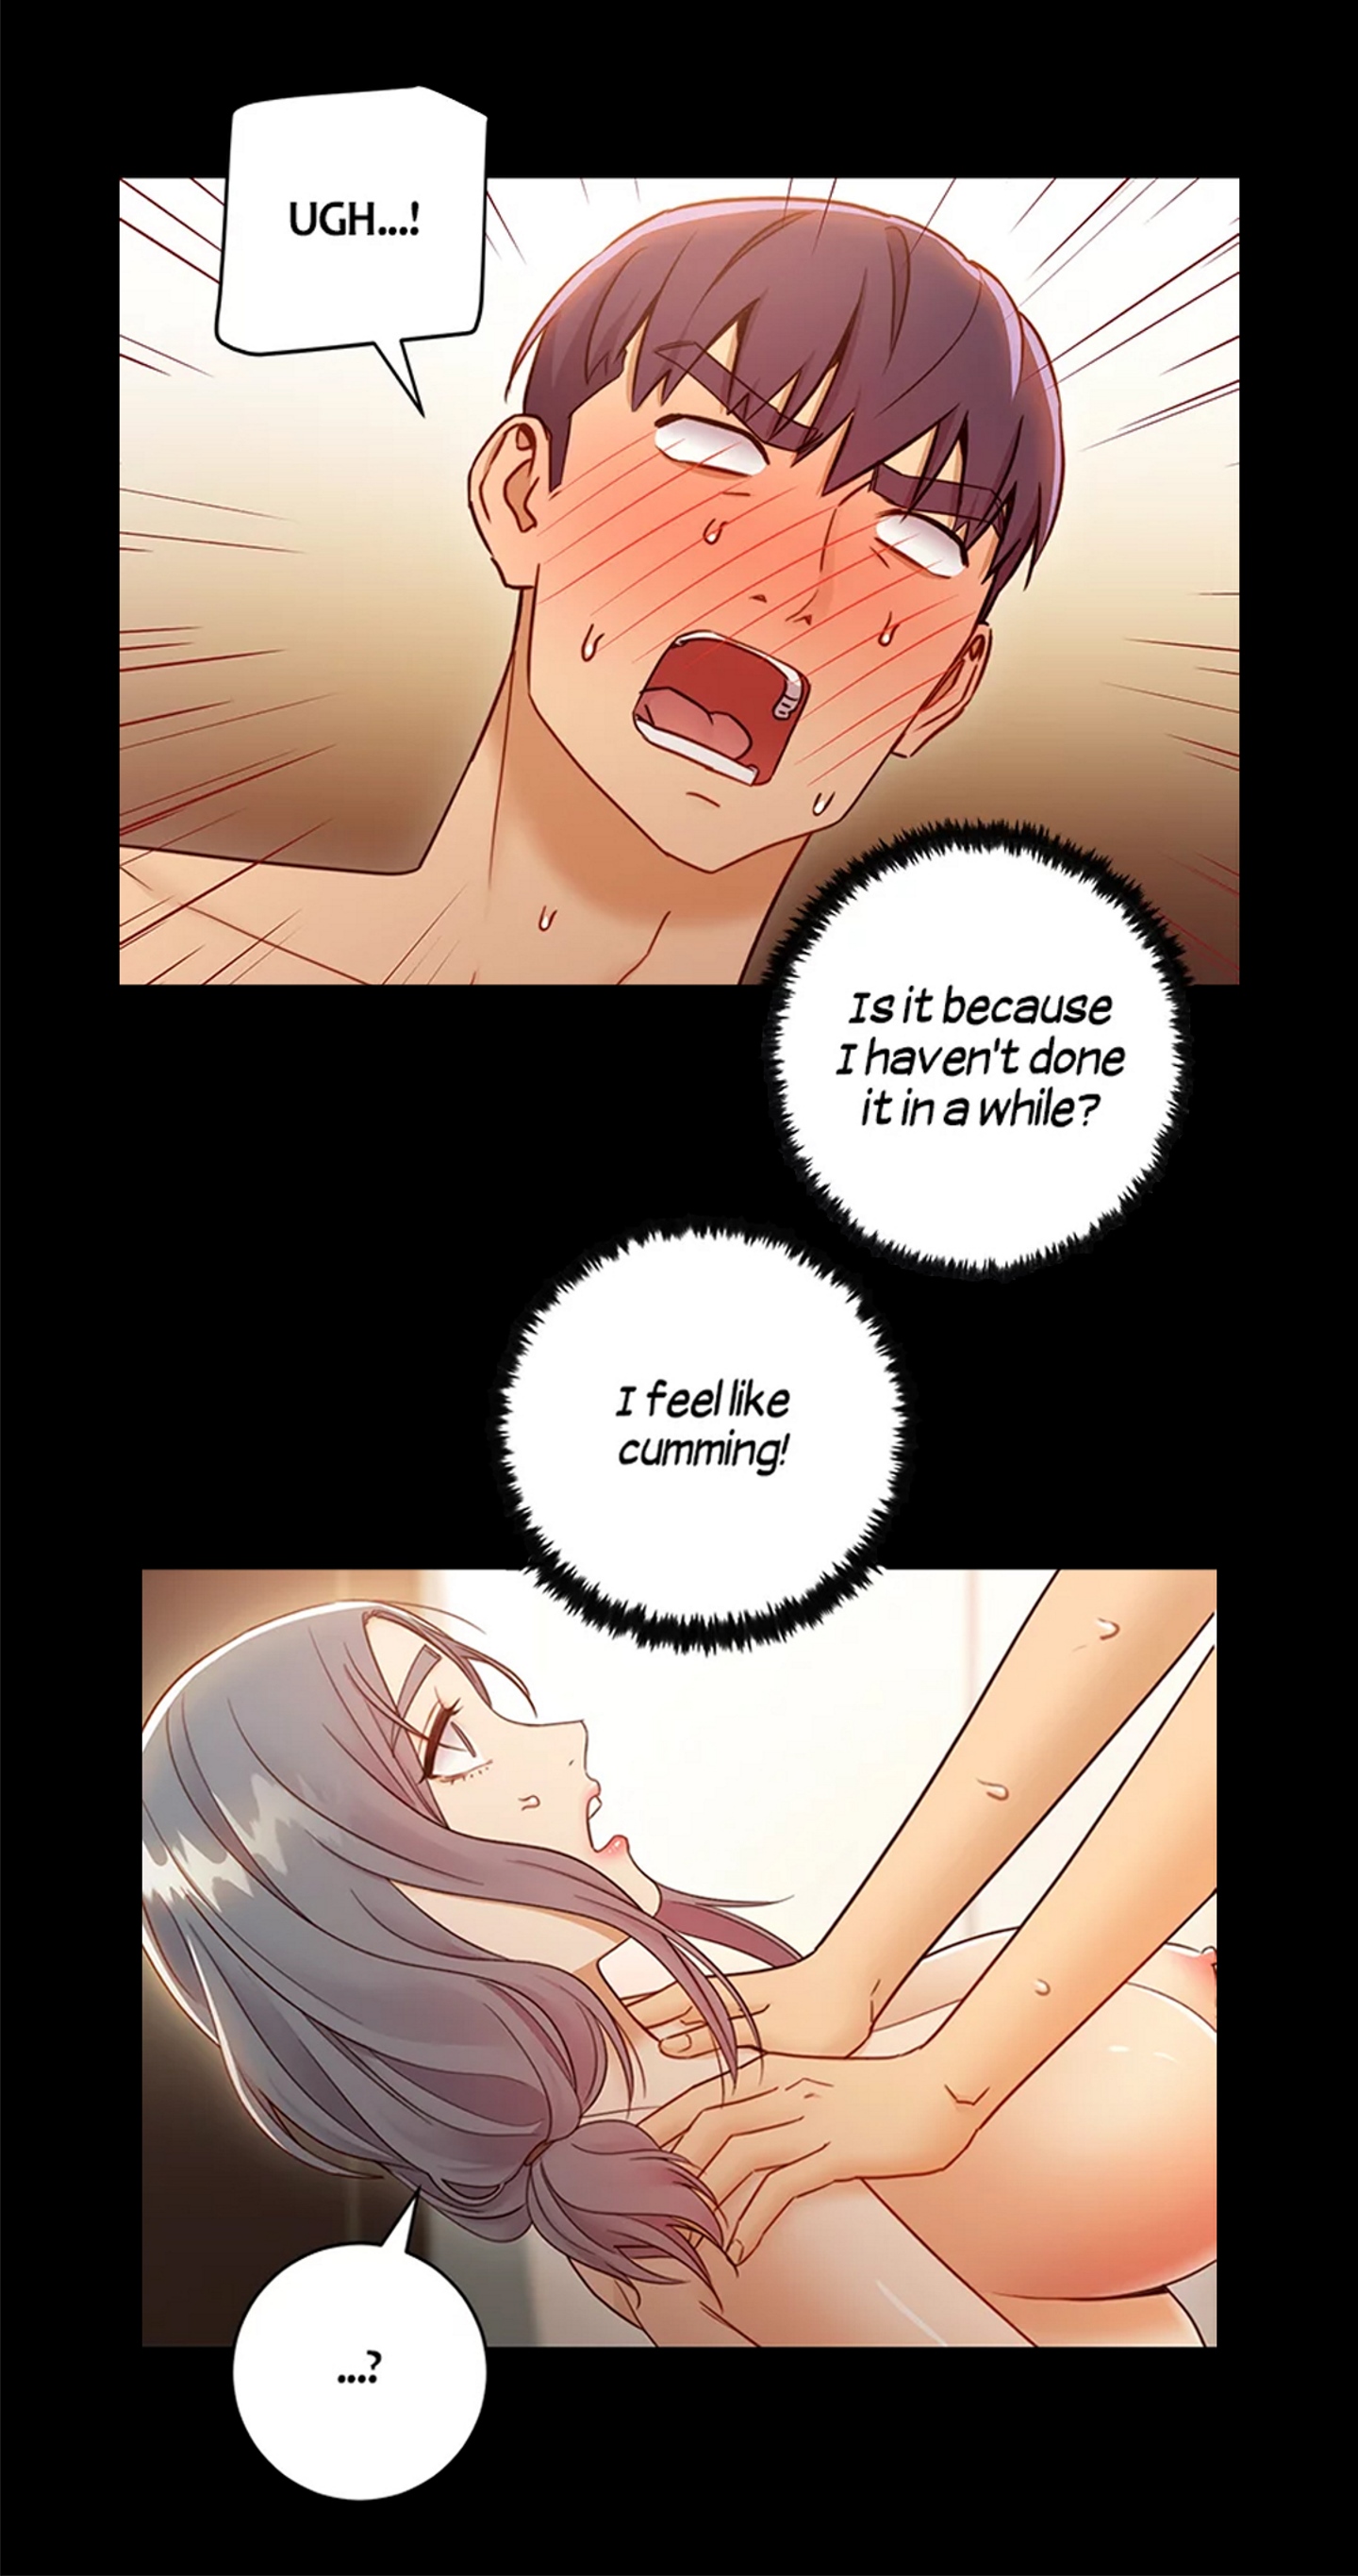 UGH...!
Is it because
I haven't done
it in a while?
I feel like
cumming!
....?